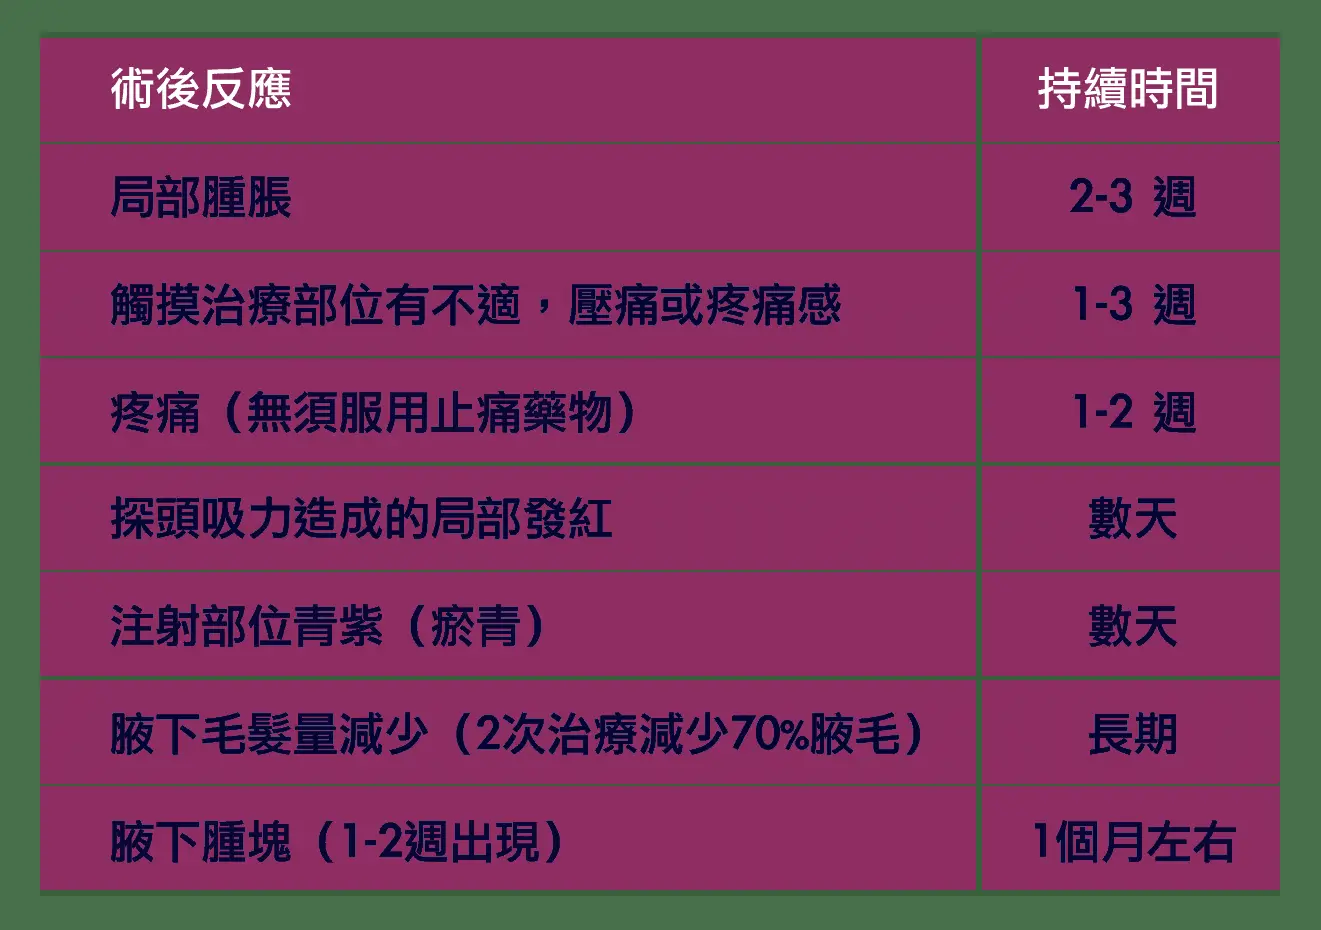 術後反應 持續時間
局部腫脹 2-3 週
觸摸治療部位有不適，壓痛或疼痛感 1-3 週
疼痛（無須服用止痛藥物） 1-2 週
探頭吸力造成的局部發紅 數天
注射部位青紫（瘀青） 數天
腋下毛髮量減少（2次治療減少70%腋毛） 長期
腋下腫塊（1-2週出現） 1個月左右